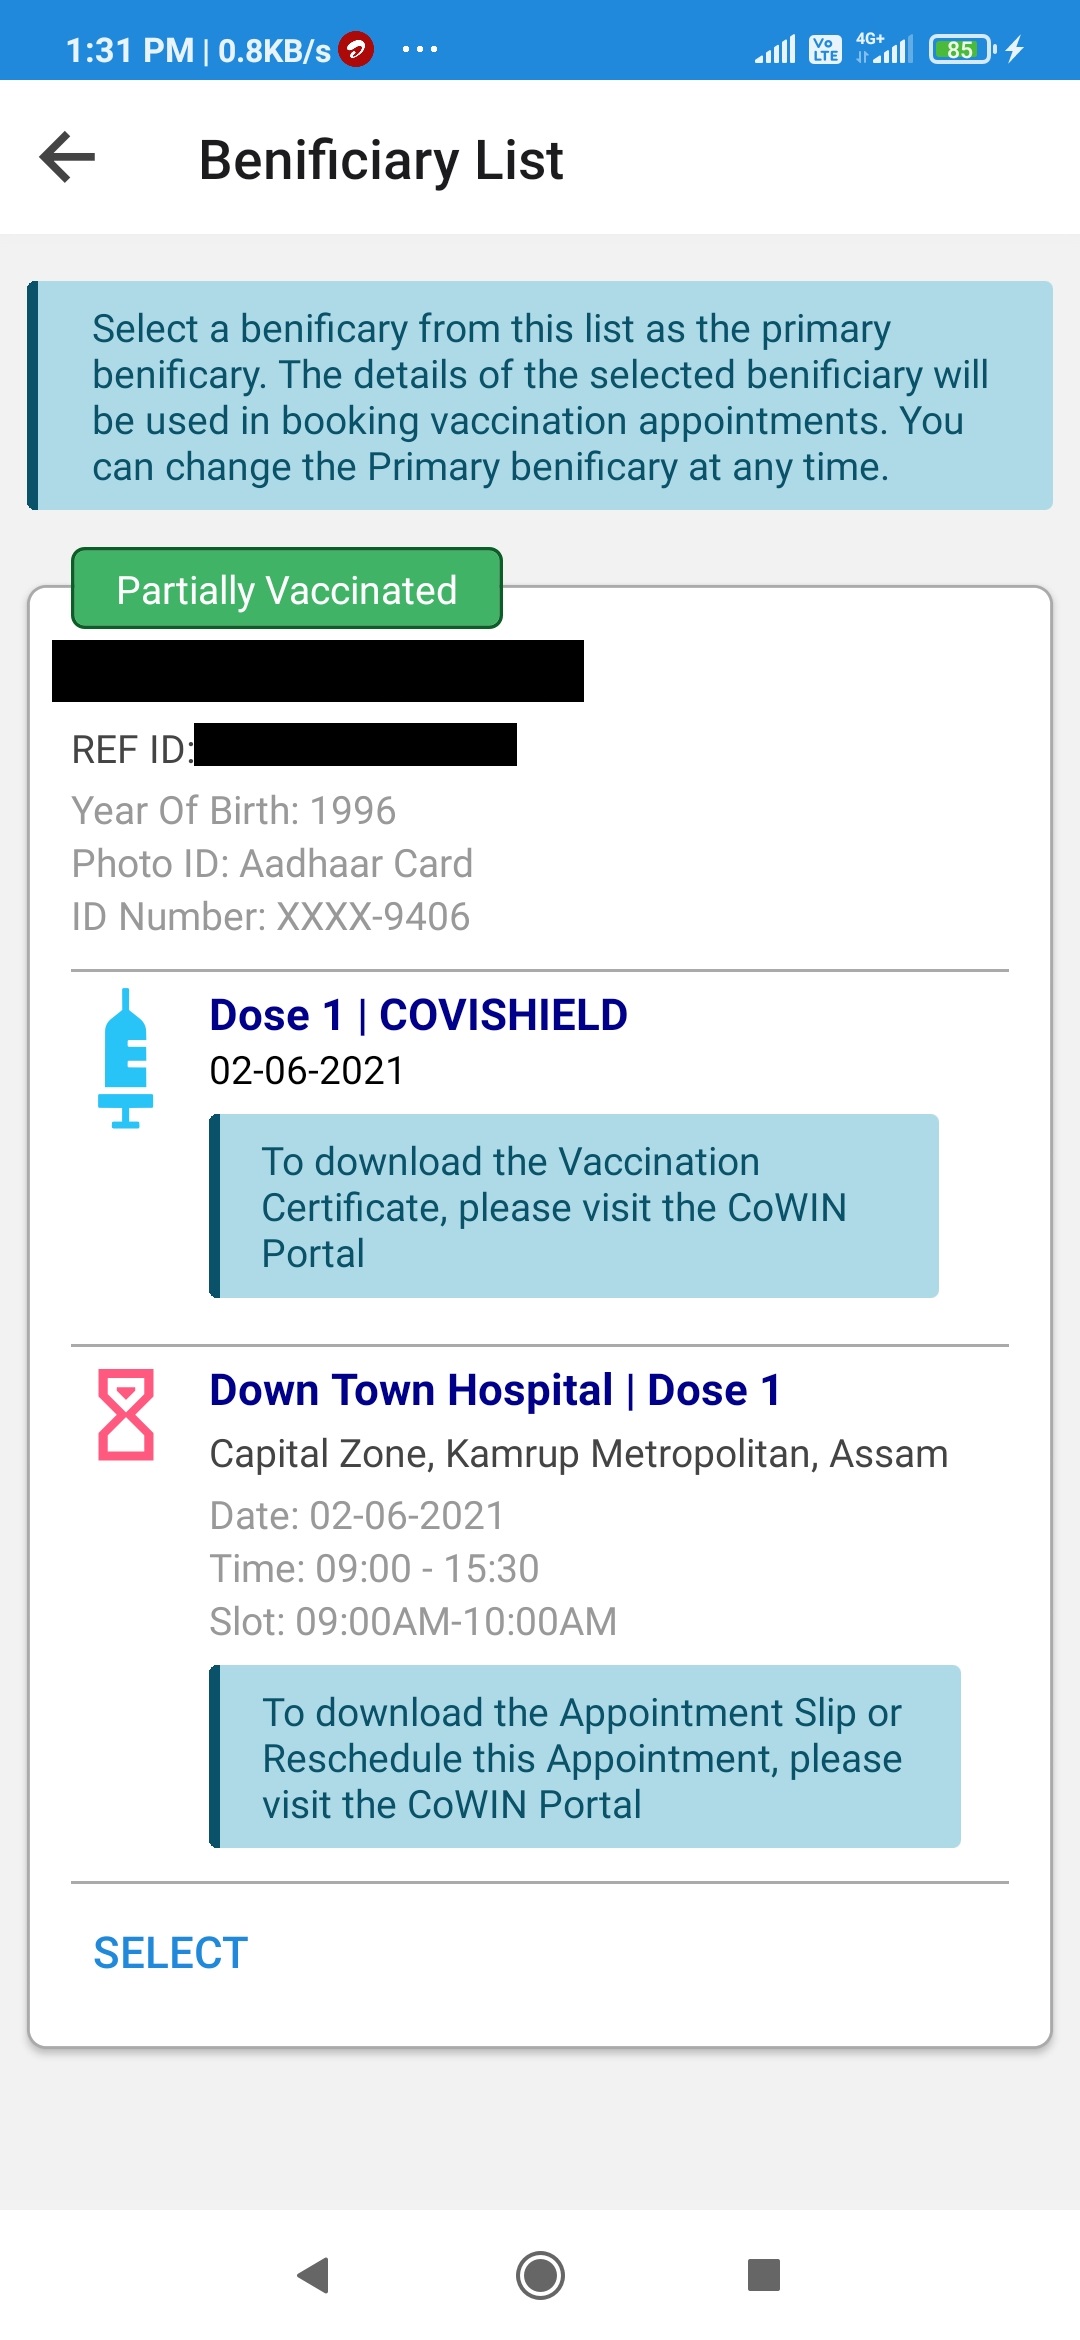 1:31 PM | 0.8KB/s ... Vo LTE 4G+ 85
Benificiary List
Select a benificary from this list as the primary
benificary. The details of the selected benificiary will
be used in booking vaccination appointments. You
can change the Primary benificary at any time.
Partially Vaccinated
REF ID:
Year Of Birth: 1996
Photo ID: Aadhaar Card
ID Number: XXXX-9406
Dose 1 | COVISHIELD
02-06-2021
To download the Vaccination
Certificate, please visit the CoWIN
Portal
Down Town Hospital | Dose 1
Capital Zone, Kamrup Metropolitan, Assam
Date: 02-06-2021
Time: 09:00 - 15:30
Slot: 09:00AM-10:00AM
To download the Appointment Slip or
Reschedule this Appointment, please
visit the CoWIN Portal
SELECT